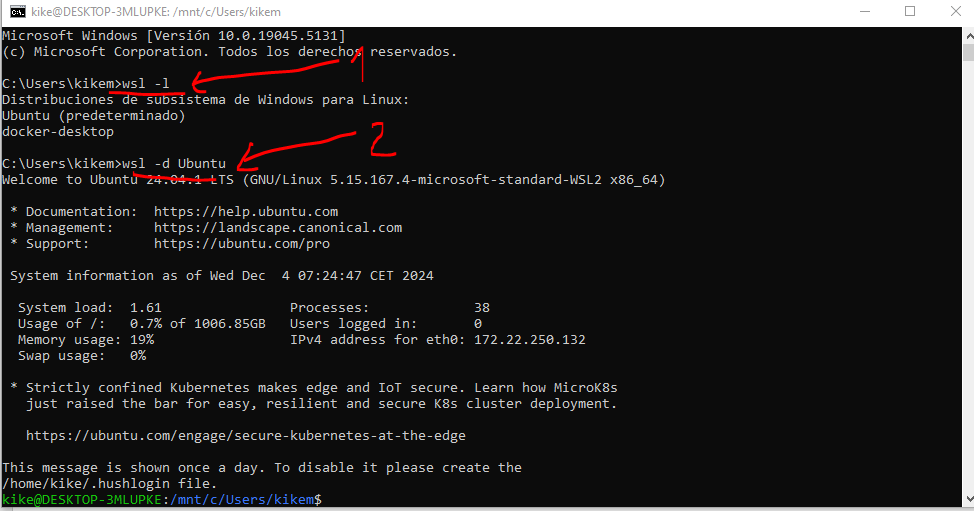 kike@DESKTOP-3MLUPKE: /mnt/c/Users/kikem
Microsoft Windows [Versión 10.0.19045.5131]
(c) Microsoft Corporation. Todos los derechos reservados.
1
C:\Users\kikem>wsl -l
Distribuciones de subsistema de Windows para Linux:
Ubuntu (predeterminado)
docker-desktop
2
C:\Users\kikem>wsl -d Ubuntu
Welcome to Ubuntu 24.04.1 LTS (GNU/Linux 5.15.167.4-microsoft-standard-WSL2 x86_64)
* Documentation:  https://help.ubuntu.com
* Management:     https://landscape.canonical.com
* Support:        https://ubuntu.com/pro
System information as of Wed Dec  4 07:24:47 CET 2024
System load:  1.61                Processes:             38
Usage of /:   0.7% of 1006.85GB   Users logged in:       0
Memory usage: 19%                 IPv4 address for eth0: 172.22.250.132
Swap usage:   0%
* Strictly confined Kubernetes makes edge and IoT secure. Learn how MicroK8s
just raised the bar for easy, resilient and secure K8s cluster deployment.
https://ubuntu.com/engage/secure-kubernetes-at-the-edge
This message is shown once a day. To disable it please create the
/home/kike/.hushlogin file.
kike@DESKTOP-3MLUPKE:/mnt/c/Users/kikem$